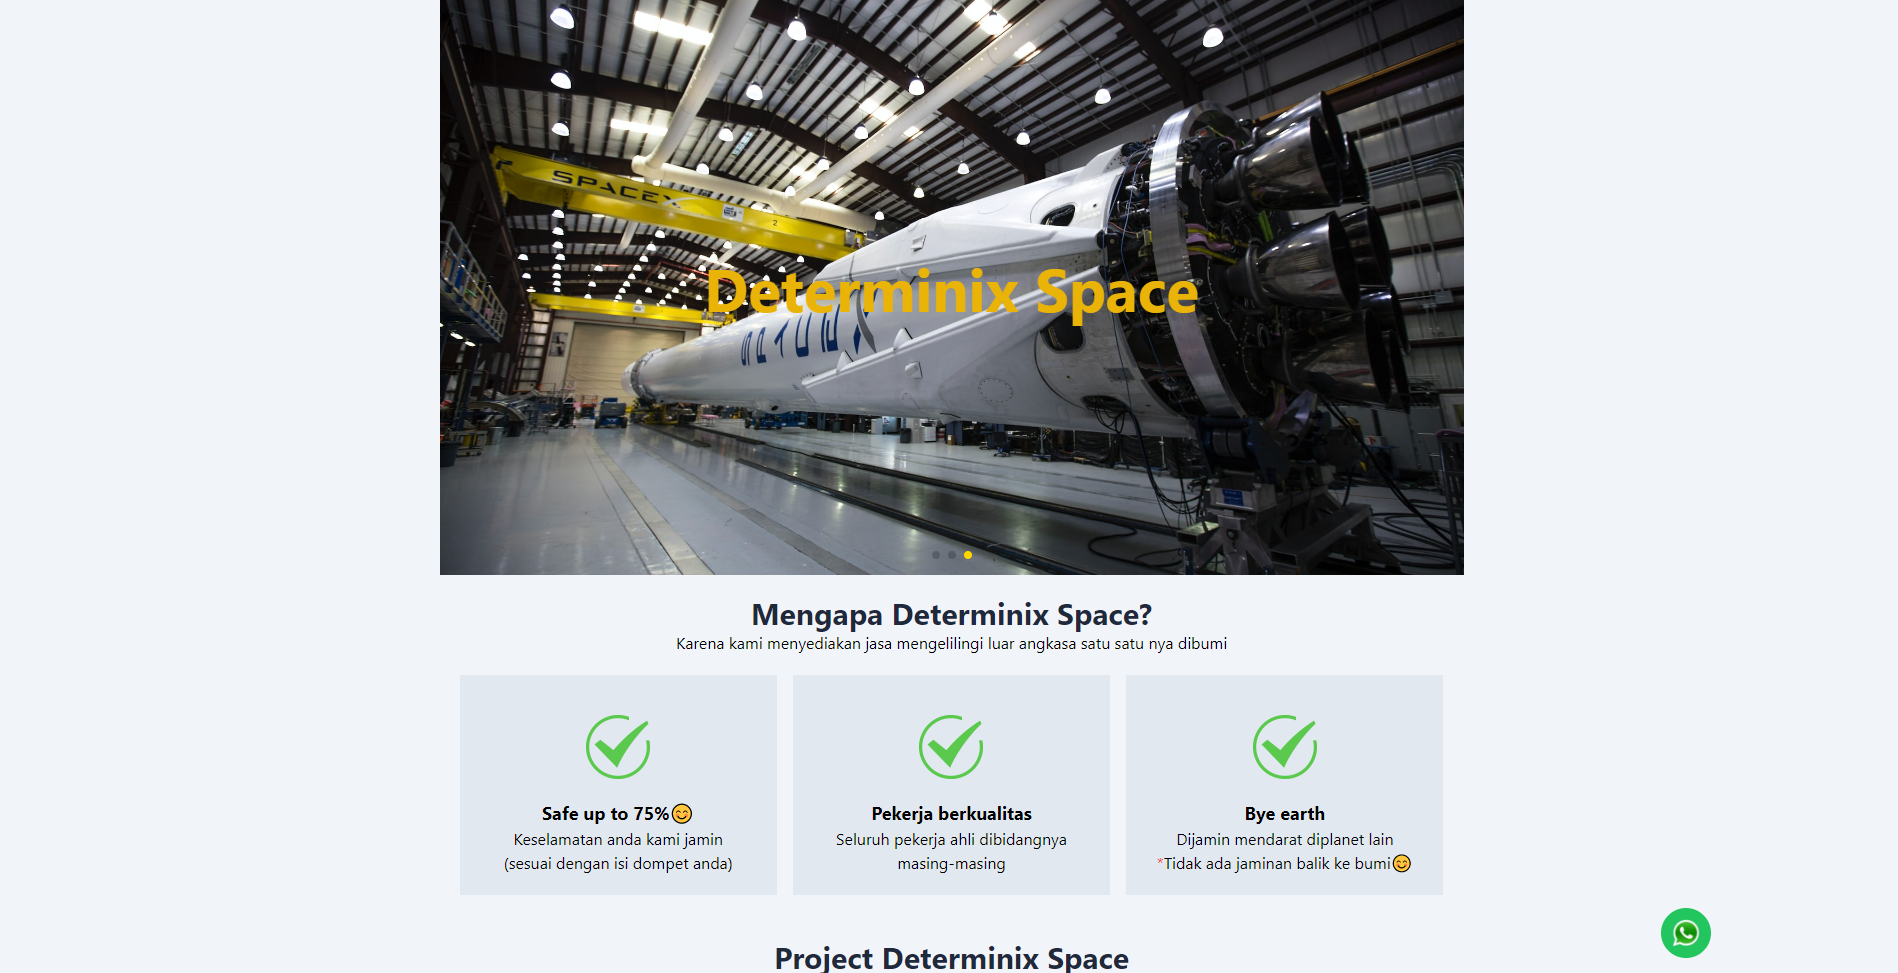 SPACEX
2
Determinix Space
SPACEX
Mengapa Determinix Space?
Karena kami menyediakan jasa mengelilingi luar angkasa satu satu nya dibumi
Safe up to 75%😊
Keselamatan anda kami jamin
(sesuai dengan isi dompet anda)
Pekerja berkualitas
Seluruh pekerja ahli dibidangnya
masing-masing
Bye earth
Dijamin mendarat diplanet lain
*Tidak ada jaminan balik ke bumi😊
Project Determinix Space